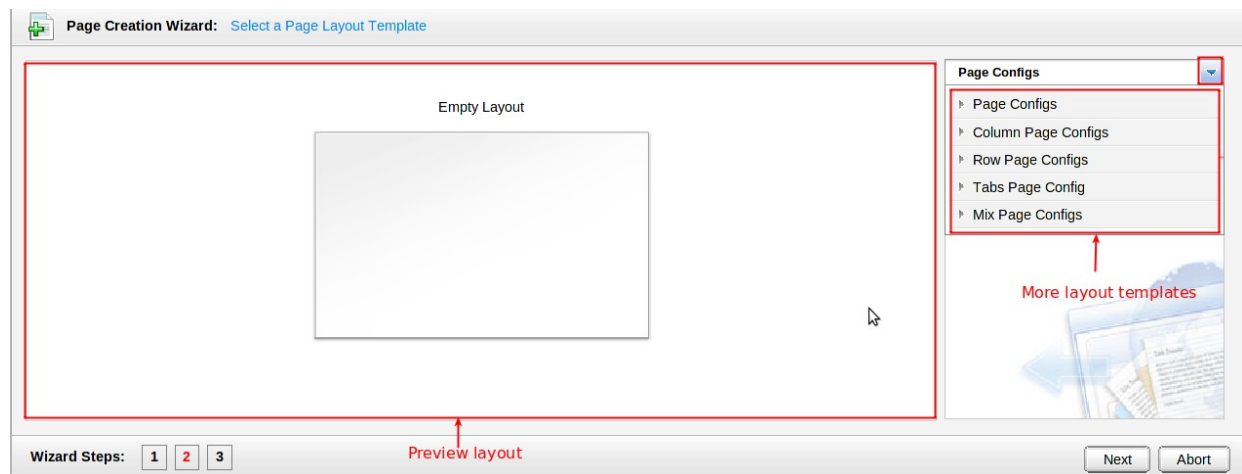 Page Creation Wizard: Select a Page Layout Template
Empty Layout
Page Configs
Page Configs
Column Page Configs
Row Page Configs
Tabs Page Config
Mix Page Configs
More layout templates
Preview layout
Wizard Steps: 1 2 3
Next Abort